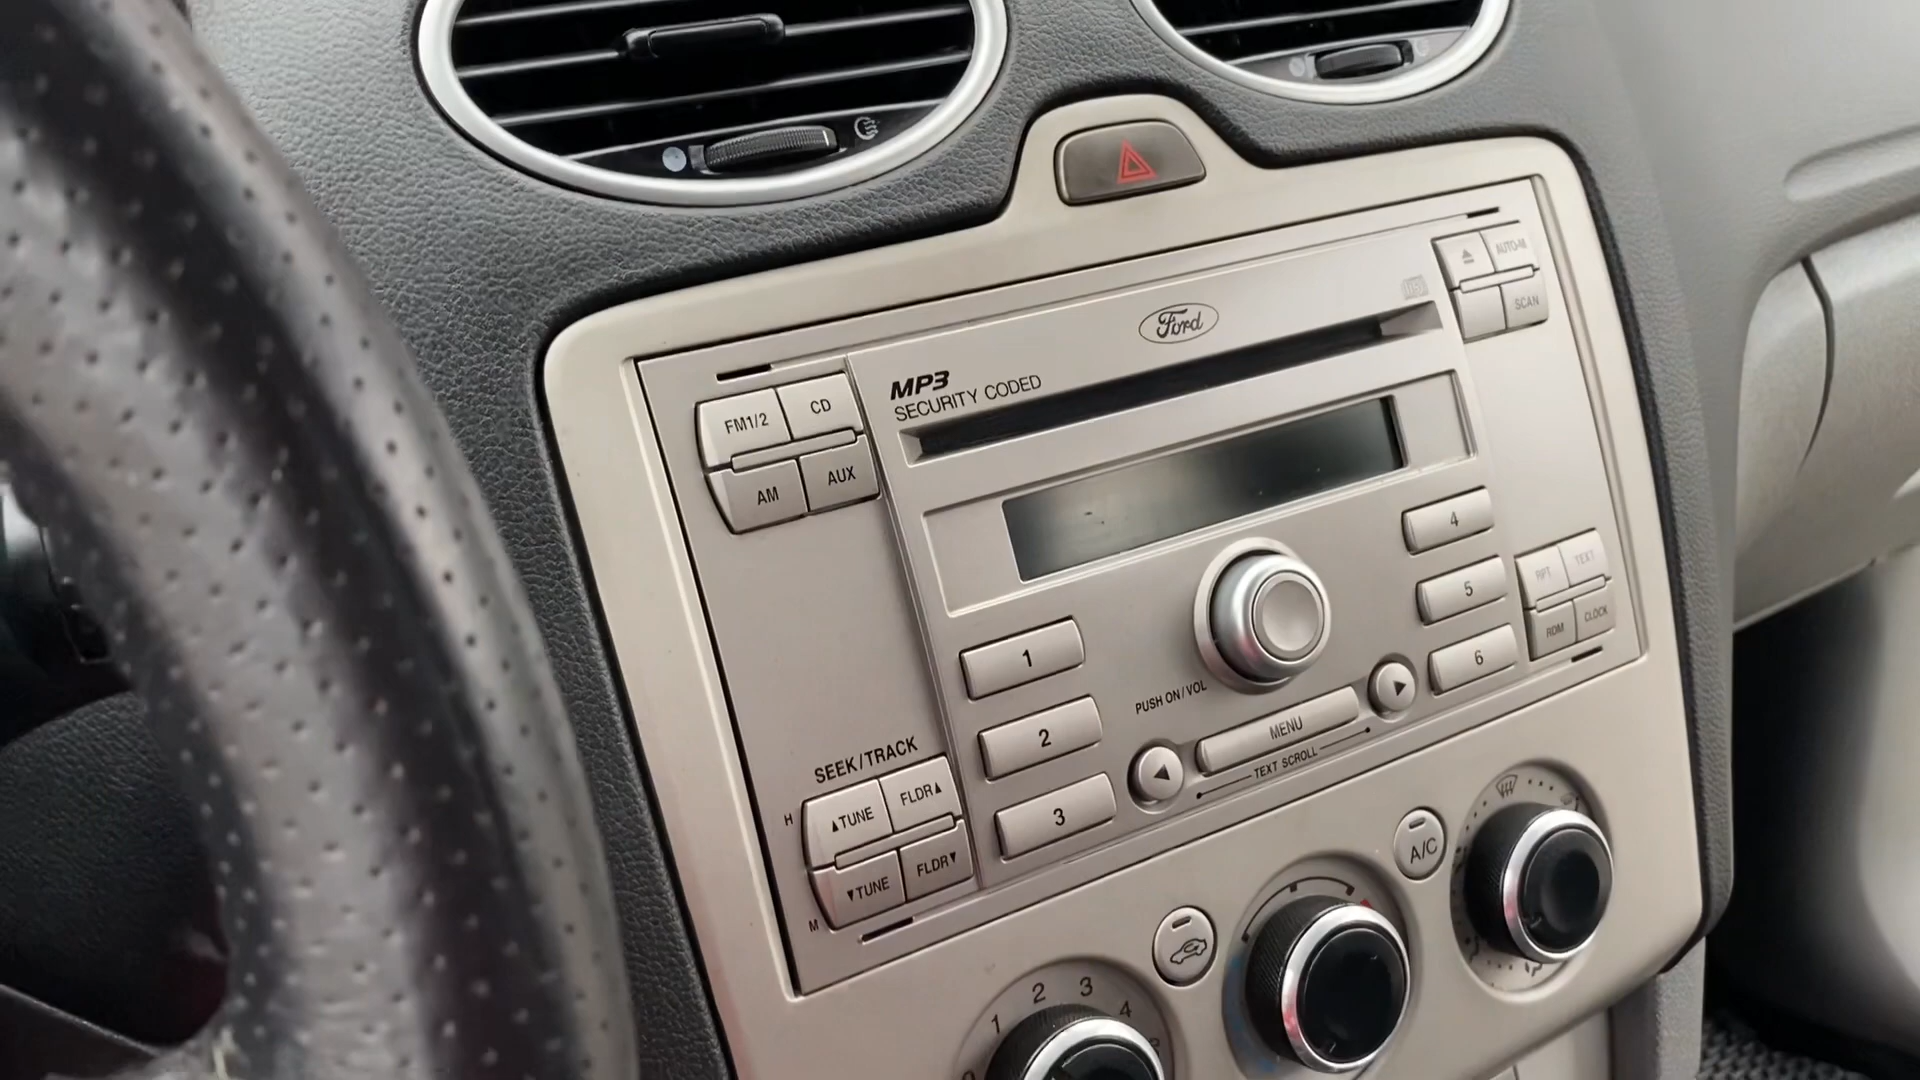 AUTO-M
SCAN
Ford
MP3
SECURITY CODED
FM1/2
CD
AM
AUX
4
5
6
RPT
TEXT
RDM
CLOCK
1
2
3
PUSH ON/VOL
MENU
TEXT SCROLL
SEEK/TRACK
H
▲TUNE
FLDR▲
▼TUNE
FLDR▼
M
A/C
0
1
2
3
4